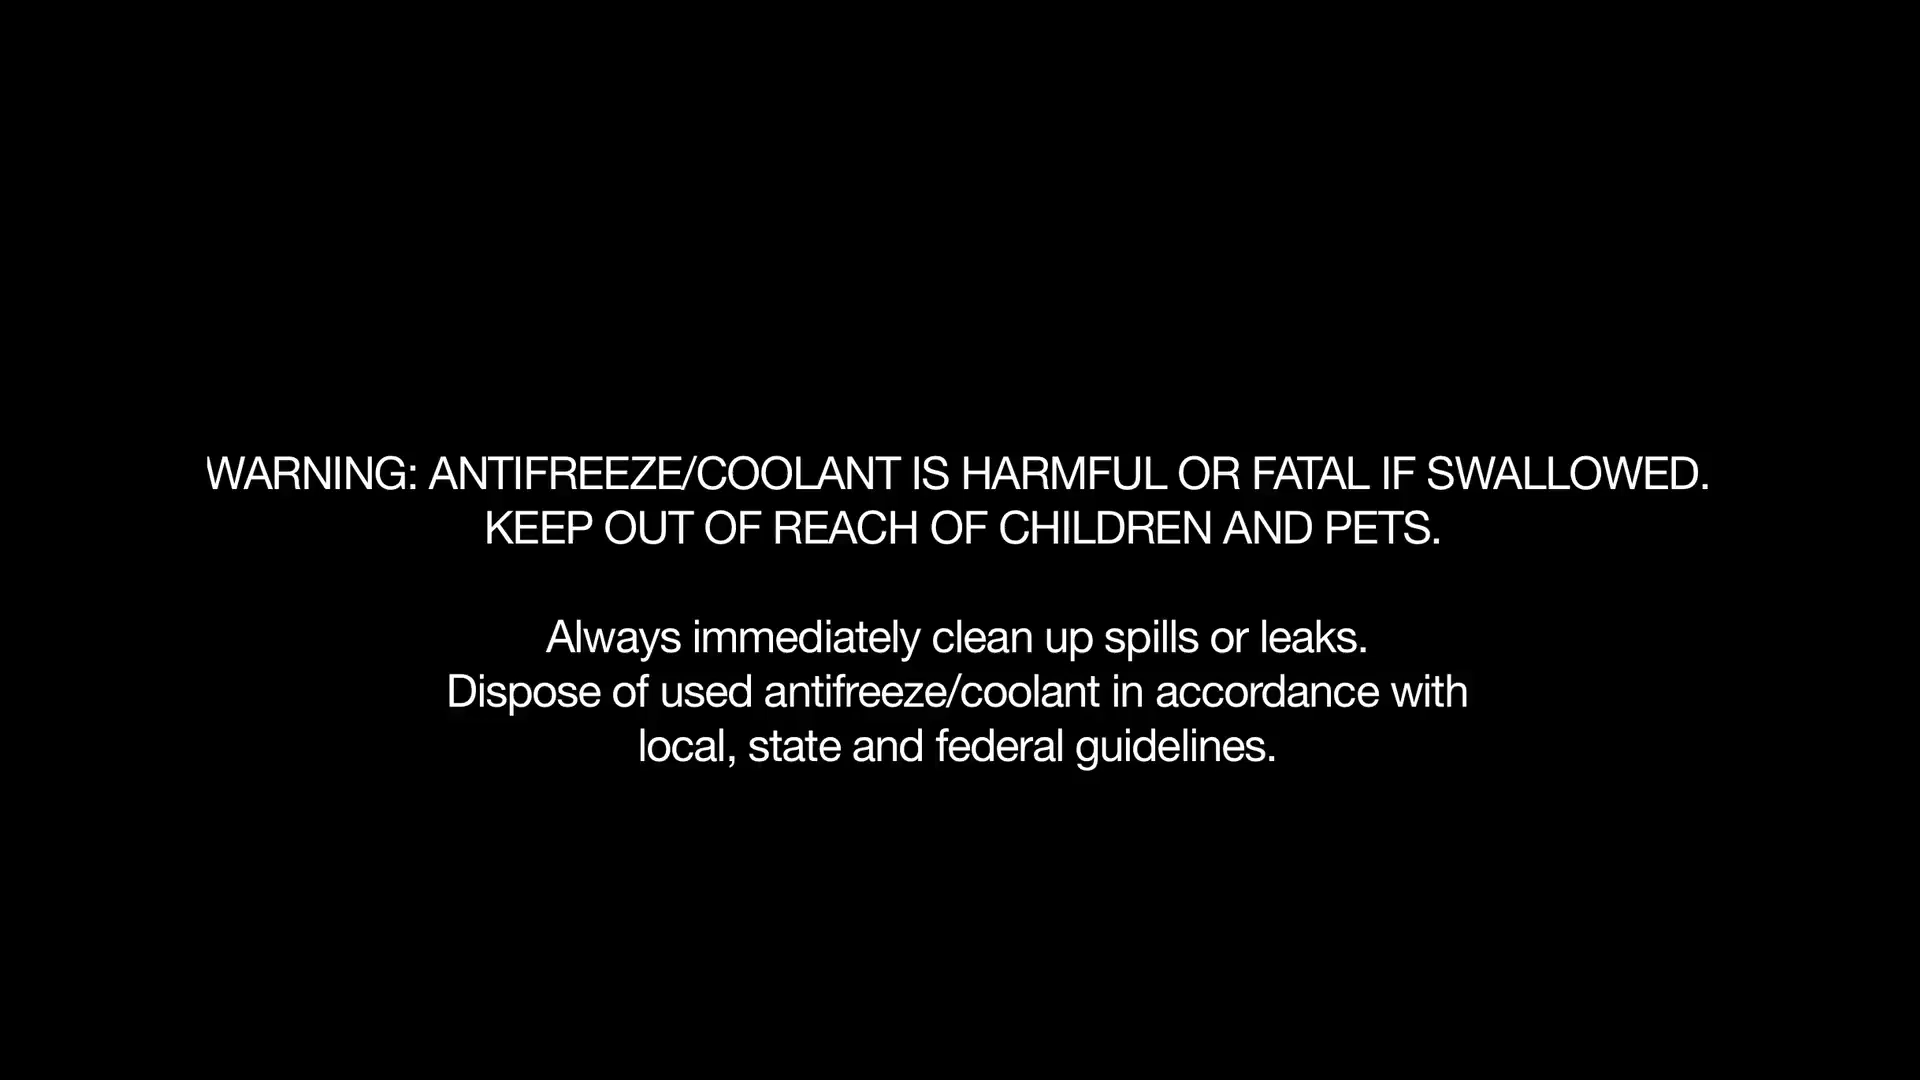 WARNING: ANTIFREEZE/COOLANT IS HARMFUL OR FATAL IF SWALLOWED.
KEEP OUT OF REACH OF CHILDREN AND PETS.
Always immediately clean up spills or leaks.
Dispose of used antifreeze/coolant in accordance with
local, state and federal guidelines.